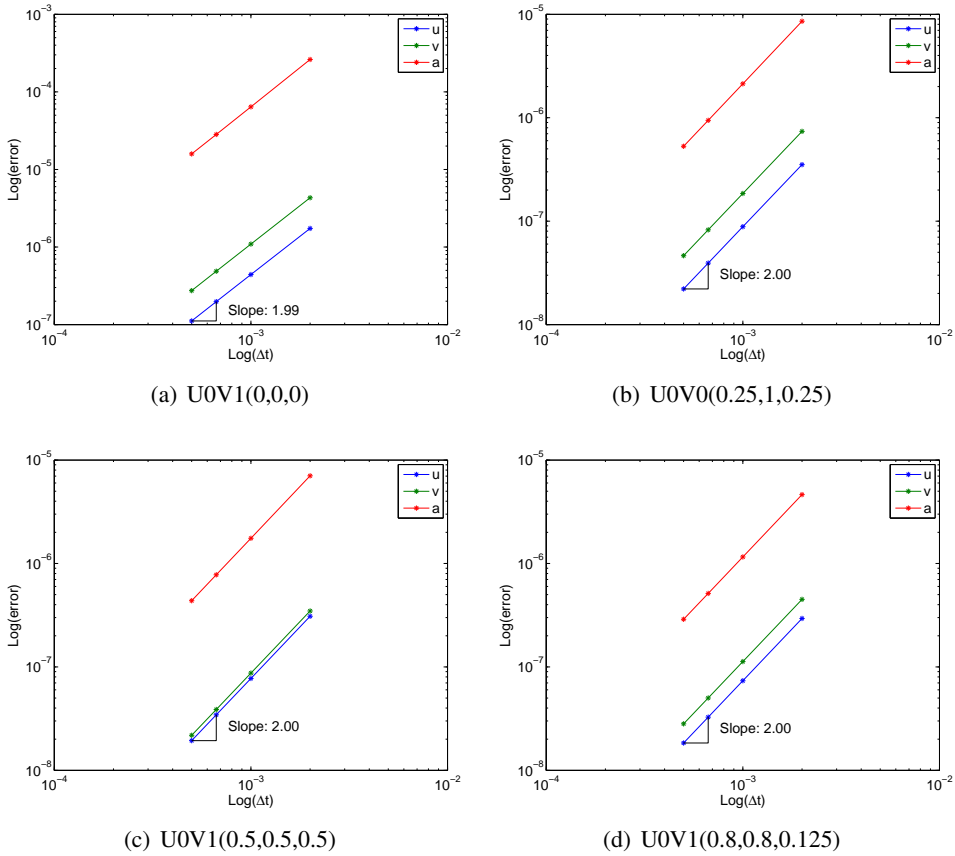 10⁻³
10⁻⁴
10⁻⁵
10⁻⁶
10⁻⁷
Log(error)
u
v
a
Slope: 1.99
10⁻⁴
10⁻³
10⁻²
Log(Δt)
(a) U0V1(0,0,0)
10⁻⁵
10⁻⁶
10⁻⁷
10⁻⁸
Log(error)
u
v
a
Slope: 2.00
10⁻⁴
10⁻³
10⁻²
Log(Δt)
(b) U0V0(0.25,1,0.25)
10⁻⁵
10⁻⁶
10⁻⁷
10⁻⁸
Log(error)
u
v
a
Slope: 2.00
10⁻⁴
10⁻³
10⁻²
Log(Δt)
(c) U0V1(0.5,0.5,0.5)
10⁻⁵
10⁻⁶
10⁻⁷
10⁻⁸
Log(error)
u
v
a
Slope: 2.00
10⁻⁴
10⁻³
10⁻²
Log(Δt)
(d) U0V1(0.8,0.8,0.125)